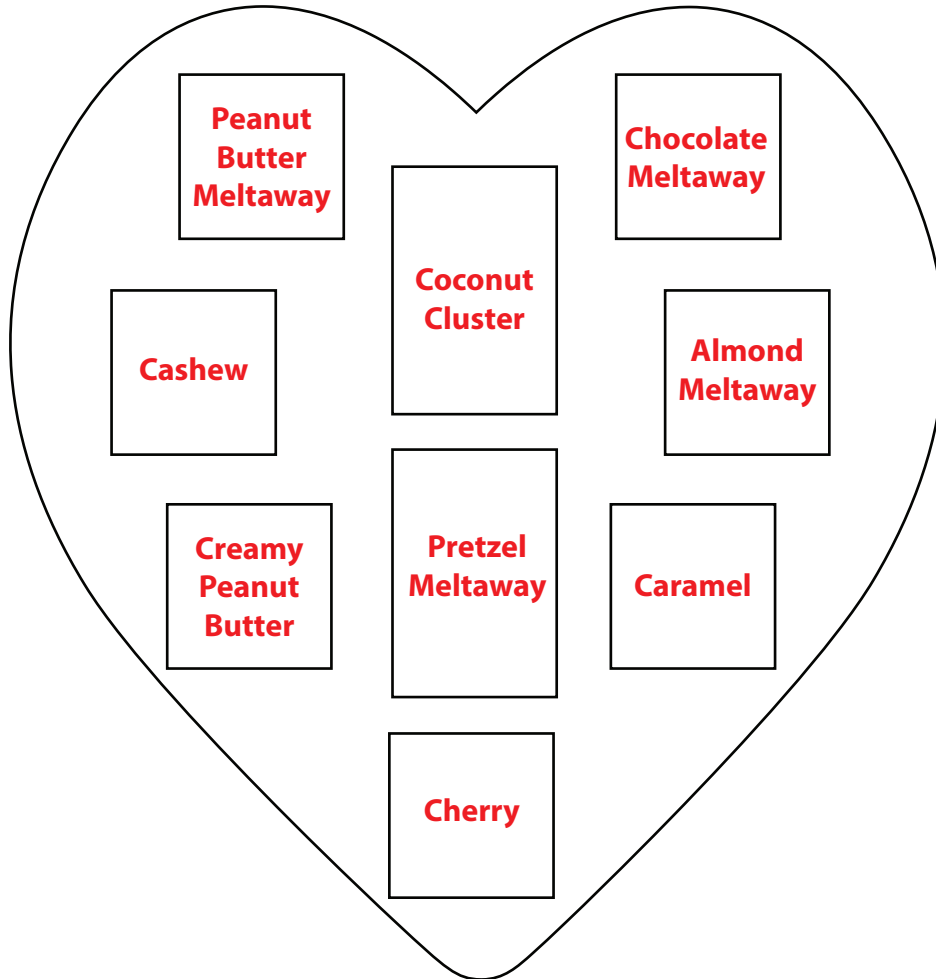 Peanut
Butter
Meltaway
Chocolate
Meltaway
Coconut
Cluster
Cashew
Almond
Meltaway
Creamy
Peanut
Butter
Pretzel
Meltaway
Caramel
Cherry